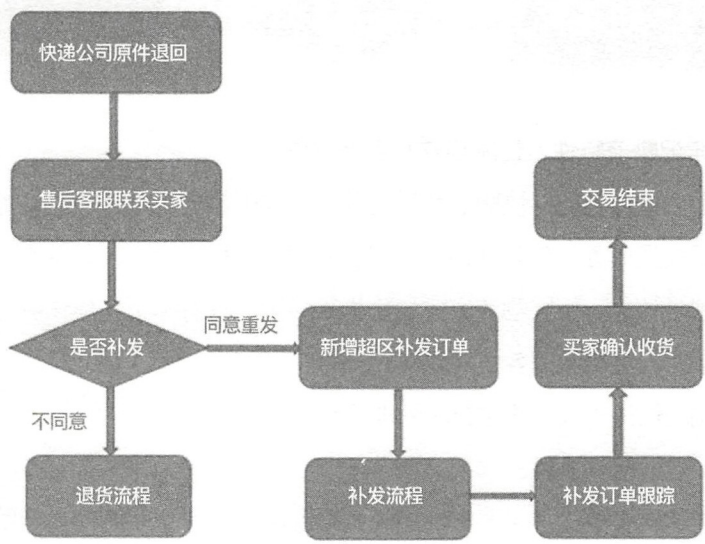 快递公司原件退回
售后客服联系买家
是否补发
同意重发
不同意
退货流程
新增超区补发订单
补发流程
补发订单跟踪
买家确认收货
交易结束